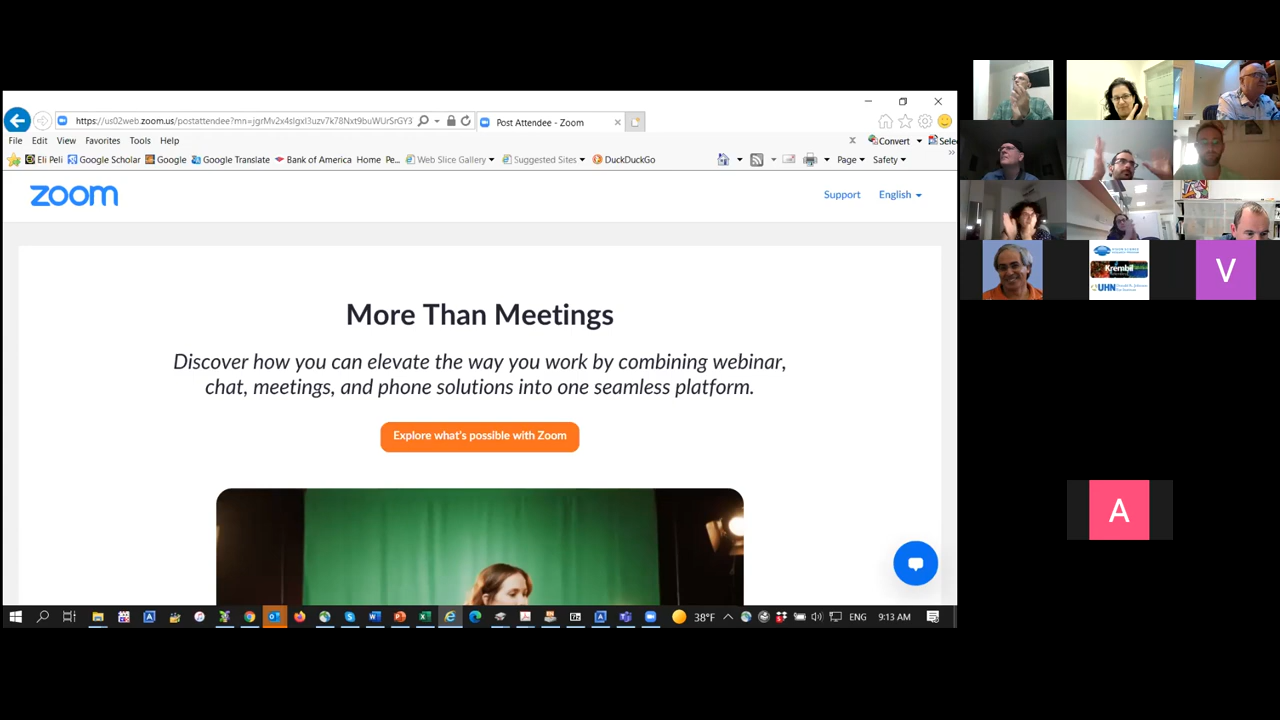 https://us02web.zoom.us/postattendee?mn=jgrMv2x4slgxl3uzv7k78Nxt9buWUrSrGY3
Post Attendee - Zoom
File Edit View Favorites Tools Help
Convert Selec
Eli Peli Google Scholar Google Google Translate Bank of America Home Pe... Web Slice Gallery Suggested Sites DuckDuckGo
Page Safety
zoom
Support English
More Than Meetings
Discover how you can elevate the way you work by combining webinar,
chat, meetings, and phone solutions into one seamless platform.
Explore what's possible with Zoom
38°F ENG 9:13 AM
Krembil
UHN
V
A